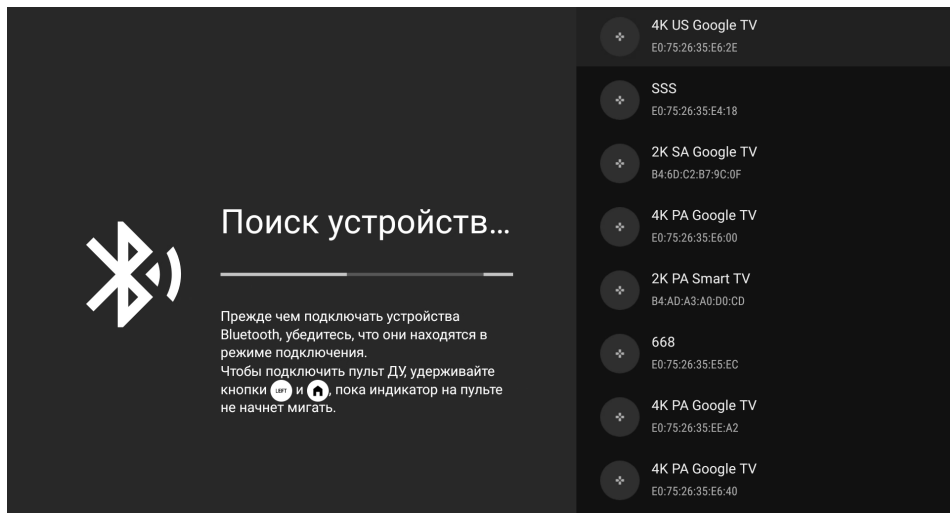 Поиск устройств...
Прежде чем подключать устройства
Bluetooth, убедитесь, что они находятся в
режиме подключения.
Чтобы подключить пульт ДУ, удерживайте
кнопки LEFT и , пока индикатор на пульте
не начнет мигать.
4K US Google TV
E0:75:26:35:E6:2E
SSS
E0:75:26:35:E4:18
2K SA Google TV
B4:6D:C2:B7:9C:0F
4K PA Google TV
E0:75:26:35:E6:00
2K PA Smart TV
B4:AD:A3:A0:D0:CD
668
E0:75:26:35:E5:EC
4K PA Google TV
E0:75:26:35:EE:A2
4K PA Google TV
E0:75:26:35:E6:40